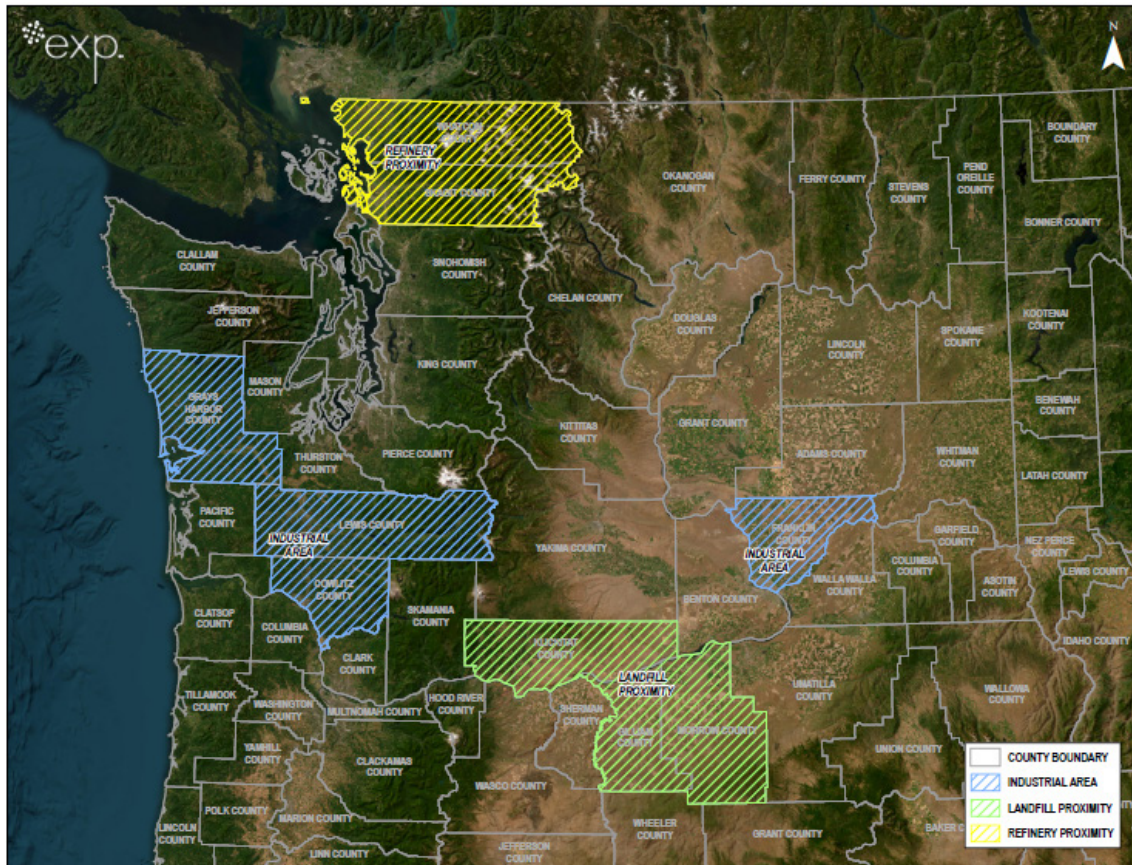 exp.
N
WHATCOM
COUNTY
REFINERY
PROXIMITY
SKAGIT COUNTY
OKANOGAN
COUNTY
FERRY COUNTY
STEVENS
COUNTY
PEND
OREILLE
COUNTY
BOUNDARY
COUNTY
BONNER COUNTY
CLALLAM
COUNTY
SNOHOMISH
COUNTY
CHELAN COUNTY
JEFFERSON
COUNTY
DOUGLAS
COUNTY
LINCOLN
COUNTY
SPOKANE
COUNTY
KOOTENAI
COUNTY
KING COUNTY
MASON
COUNTY
GRAYS
HARBOR
COUNTY
BENEWAH
COUNTY
KITTITAS
COUNTY
GRANT COUNTY
ADAMS COUNTY
WHITMAN
COUNTY
THURSTON
COUNTY
PIERCE COUNTY
LATAH COUNTY
PACIFIC
COUNTY
LEWIS COUNTY
INDUSTRIAL
AREA
YAKIMA COUNTY
FRANKLIN
COUNTY
INDUSTRIAL
AREA
GARFIELD
COUNTY
NEZ PERCE
COUNTY
COLUMBIA
COUNTY
ASOTIN
COUNTY
LEWIS COUNTY
COWLITZ
COUNTY
WALLA WALLA
COUNTY
BENTON COUNTY
CLATSOP
COUNTY
COLUMBIA
COUNTY
SKAMANIA
COUNTY
IDAHO COUNTY
KLICKITAT
COUNTY
CLARK
COUNTY
LANDFILL
PROXIMITY
UMATILLA
COUNTY
WALLOWA
COUNTY
TILLAMOOK
COUNTY
WASHINGTON
COUNTY
MULTNOMAH COUNTY
HOOD RIVER
COUNTY
SHERMAN
COUNTY
GILLIAM
COUNTY
MORROW COUNTY
UNION COUNTY
YAMHILL
COUNTY
CLACKAMAS
COUNTY
WASCO COUNTY
POLK COUNTY
MARION COUNTY
WHEELER
COUNTY
GRANT COUNTY
LINCOLN
COUNTY
LINN COUNTY
JEFFERSON
COUNTY
BAKER C
COUNTY BOUNDARY
INDUSTRIAL AREA
LANDFILL PROXIMITY
REFINERY PROXIMITY